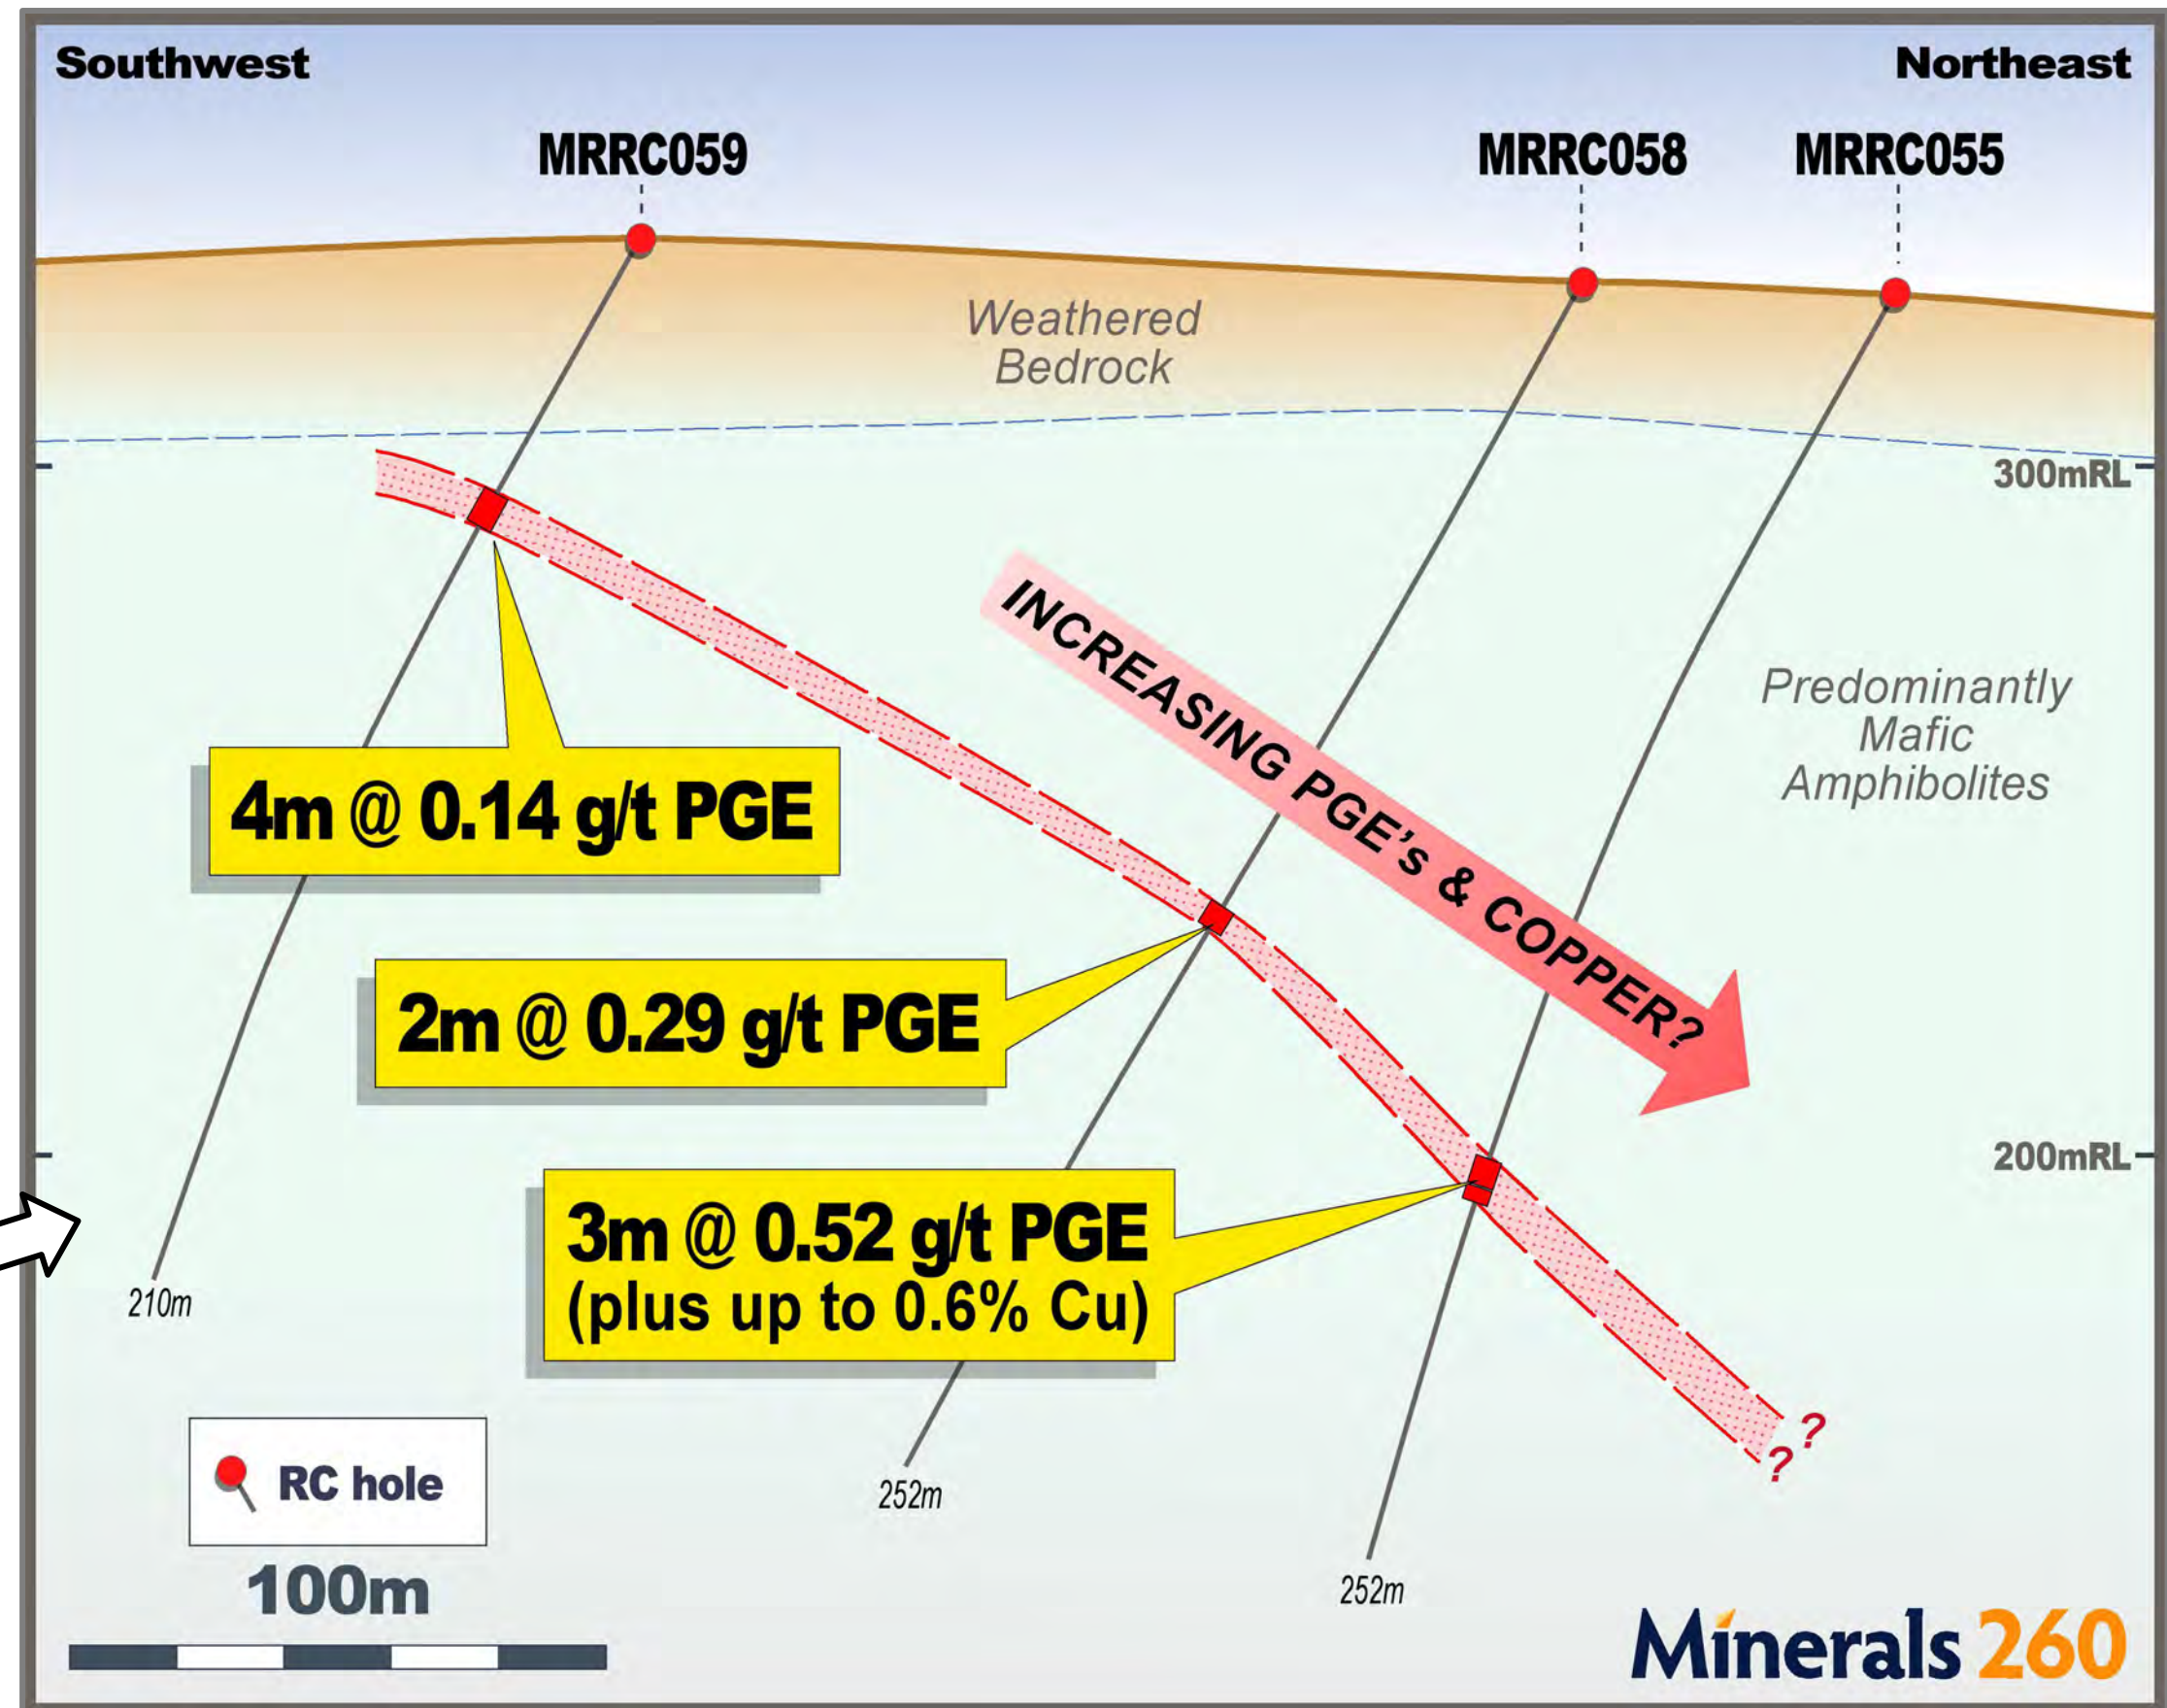 Southwest
Northeast
MRRC059
MRRC058
MRRC055
Weathered
Bedrock
300mRL
INCREASING PGE's & COPPER?
Predominantly
Mafic
Amphibolites
4m @ 0.14 g/t PGE
2m @ 0.29 g/t PGE
200mRL
3m @ 0.52 g/t PGE
(plus up to 0.6% Cu)
210m
?
?
RC hole
252m
252m
100m
Minerals 260